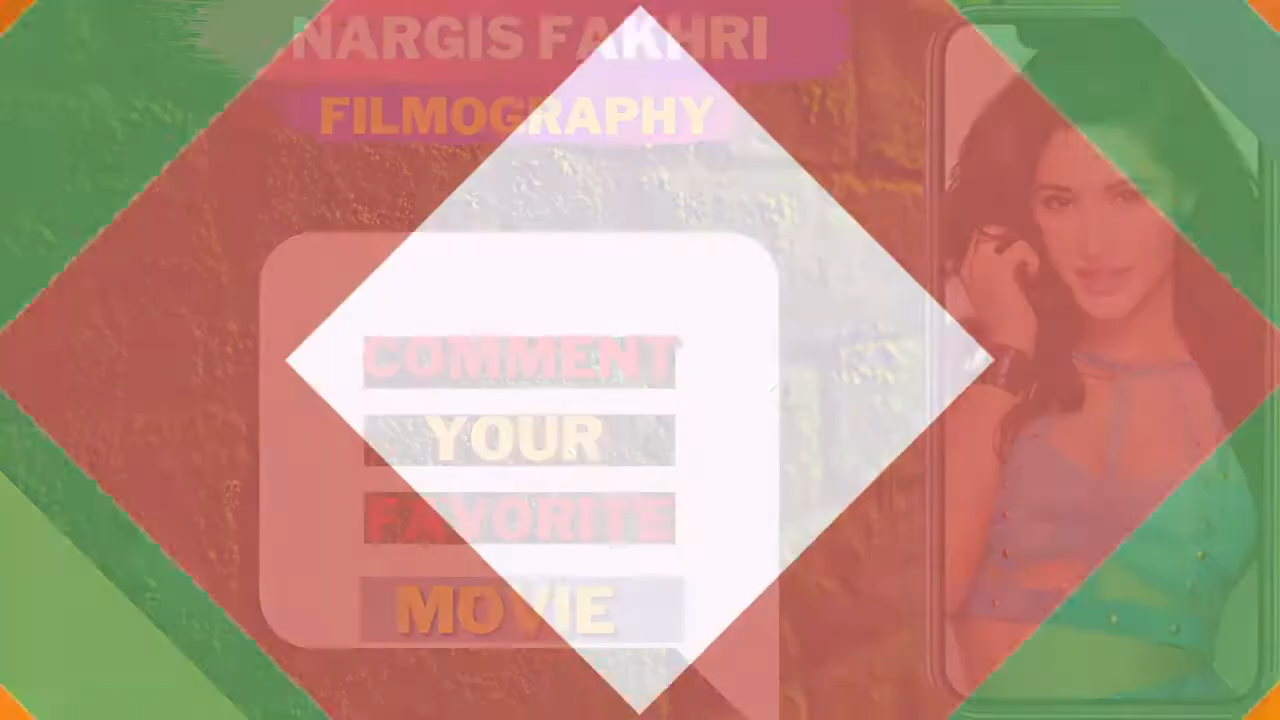 NARGIS FAKHRI
FILMOGRAPHY
COMMENT
YOUR
FAVORITE
MOVIE